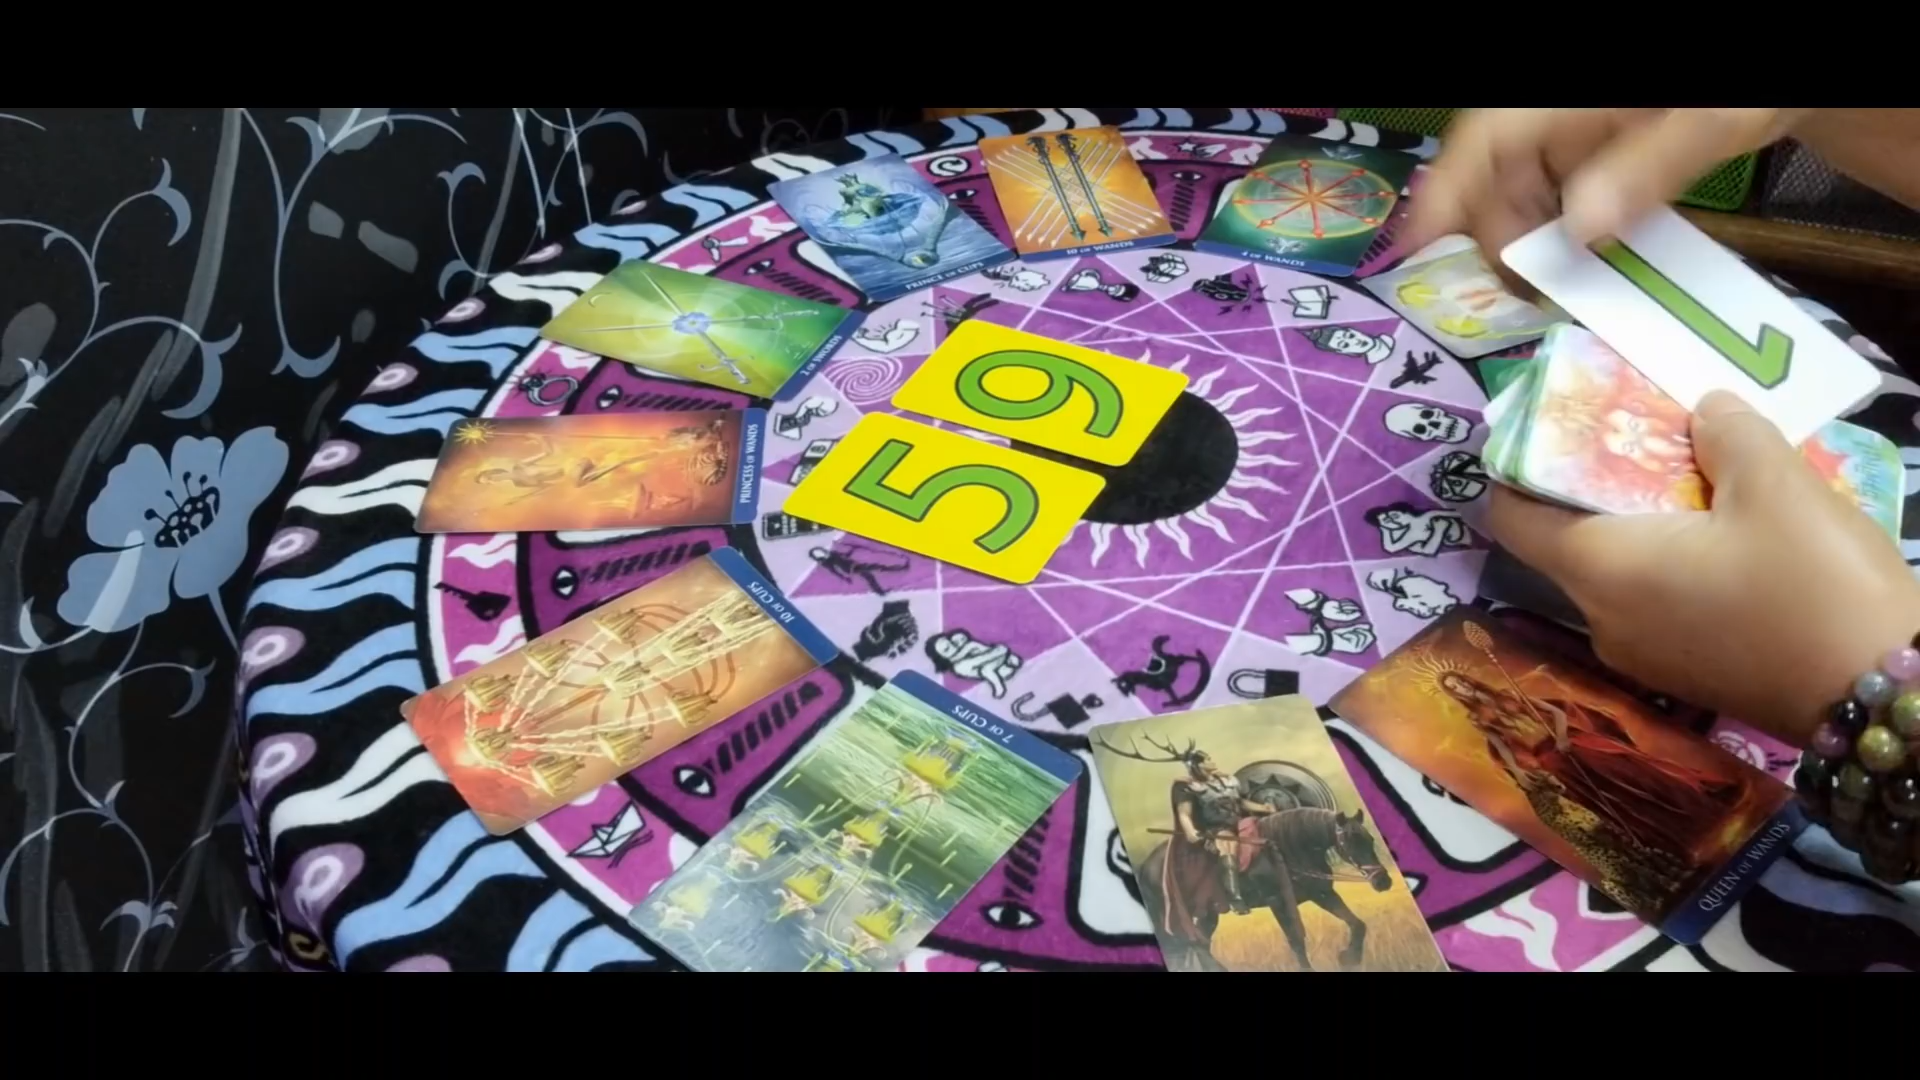 10 OF WANDS
4 OF WANDS
PRINCE OF CUPS
2 OF SWORDS
1
9
5
PRINCESS OF WANDS
10 OF CUPS
7 OF CUPS
QUEEN OF WANDS